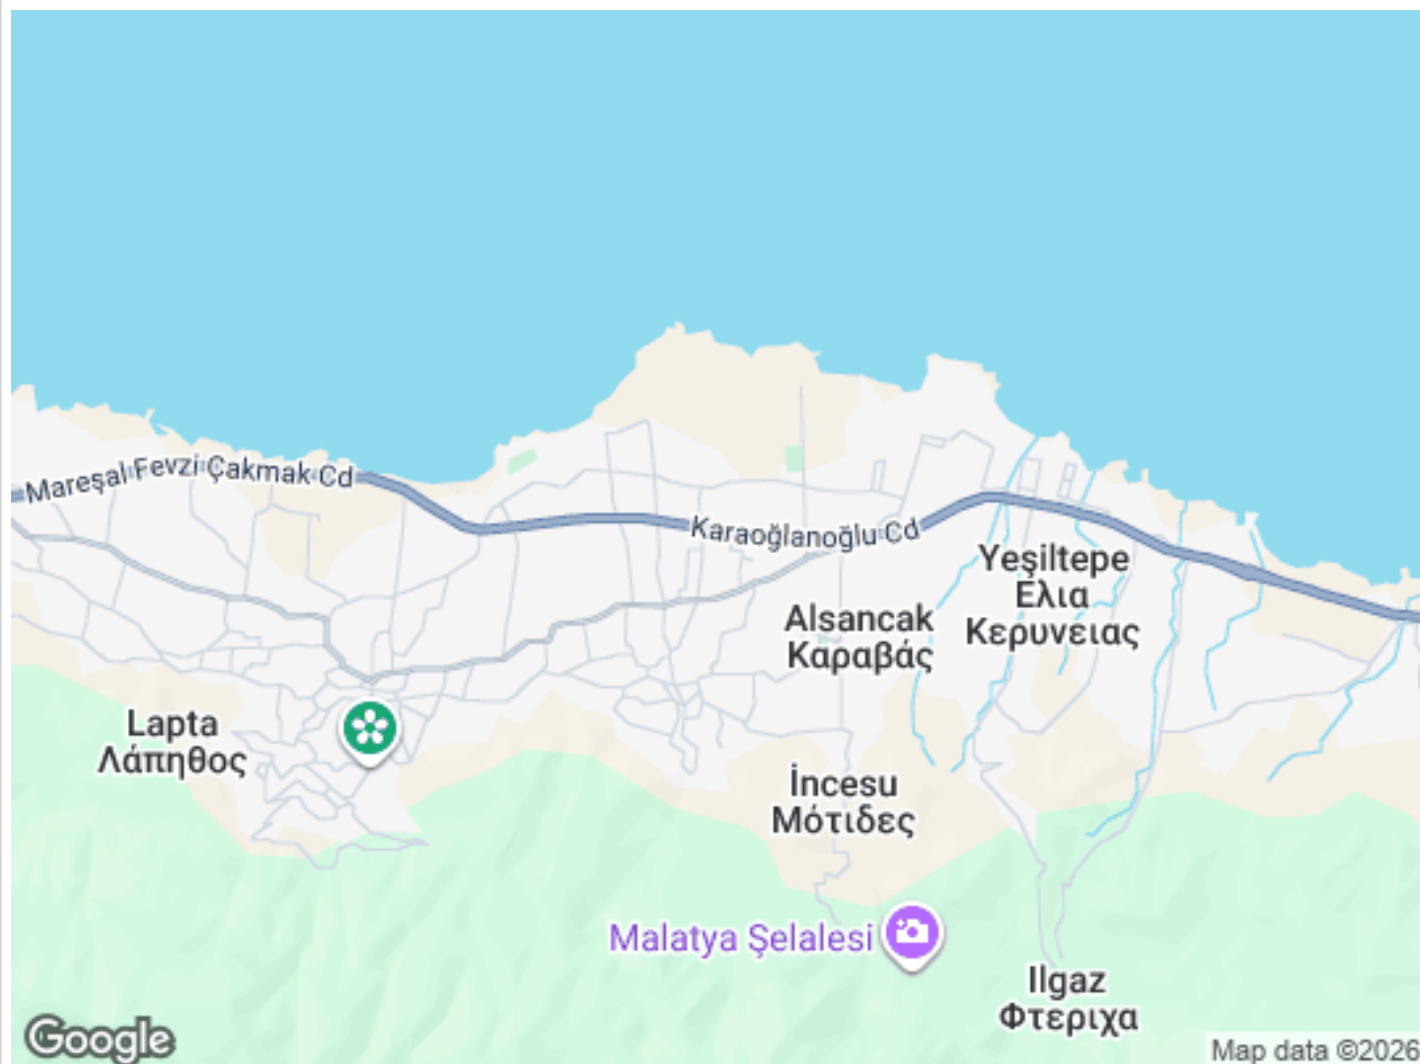 Mareşal Fevzi Çakmak Cd
Karaoğlanoğlu Cd
Yeşiltepe
Ελια
Κερυνειας
Alsancak
Καραβάς
Lapta
Λάπηθος
İncesu
Μότιδες
Malatya Şelalesi
Ilgaz
Φτεριχα
Google
Map data ©2026